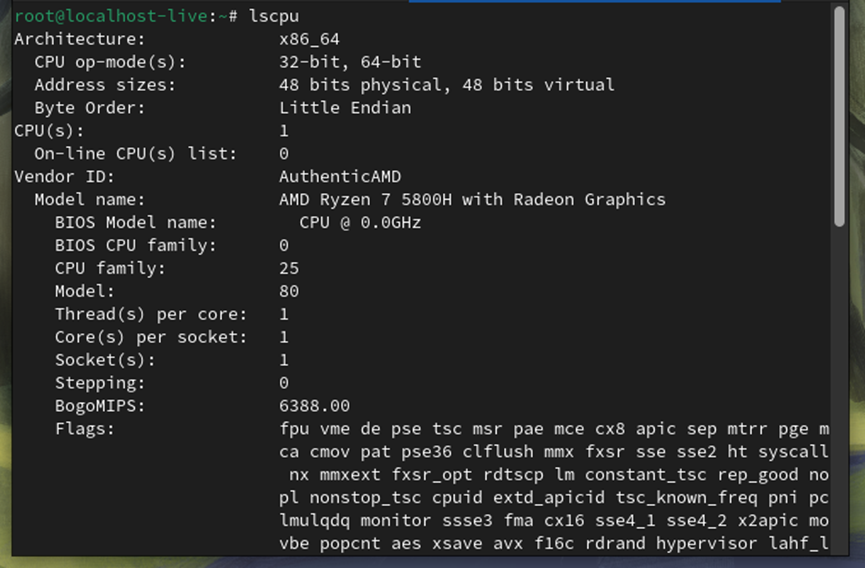 root@localhost-live:~# lscpu
Architecture: x86_64
CPU op-mode(s): 32-bit, 64-bit
Address sizes: 48 bits physical, 48 bits virtual
Byte Order: Little Endian
CPU(s): 1
On-line CPU(s) list: 0
Vendor ID: AuthenticAMD
Model name: AMD Ryzen 7 5800H with Radeon Graphics
BIOS Model name: CPU @ 0.0GHz
BIOS CPU family: 0
CPU family: 25
Model: 80
Thread(s) per core: 1
Core(s) per socket: 1
Socket(s): 1
Stepping: 0
BogoMIPS: 6388.00
Flags: fpu vme de pse tsc msr pae mce cx8 apic sep mtrr pge m
ca cmov pat pse36 clflush mmx fxsr sse sse2 ht syscall
nx mmxext fxsr_opt rdtscp lm constant_tsc rep_good no
pl nonstop_tsc cpuid extd_apicid tsc_known_freq pni pc
lmulqdq monitor ssse3 fma cx16 sse4_1 sse4_2 x2apic mo
vbe popcnt aes xsave avx f16c rdrand hypervisor lahf_l